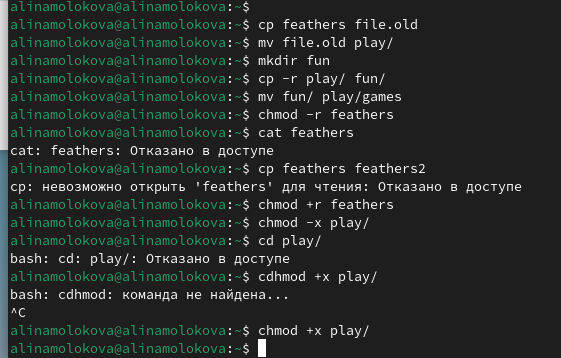 alinamolokova@alinamolokova:~$
alinamolokova@alinamolokova:~$ cp feathers file.old
alinamolokova@alinamolokova:~$ mv file.old play/
alinamolokova@alinamolokova:~$ mkdir fun
alinamolokova@alinamolokova:~$ cp -r play/ fun/
alinamolokova@alinamolokova:~$ mv fun/ play/games
alinamolokova@alinamolokova:~$ chmod -r feathers
alinamolokova@alinamolokova:~$ cat feathers
cat: feathers: Отказано в доступе
alinamolokova@alinamolokova:~$ cp feathers feathers2
cp: невозможно открыть 'feathers' для чтения: Отказано в доступе
alinamolokova@alinamolokova:~$ chmod +r feathers
alinamolokova@alinamolokova:~$ chmod -x play/
alinamolokova@alinamolokova:~$ cd play/
bash: cd: play/: Отказано в доступе
alinamolokova@alinamolokova:~$ cdhmod +x play/
bash: cdhmod: команда не найдена...
^C
alinamolokova@alinamolokova:~$ chmod +x play/
alinamolokova@alinamolokova:~$